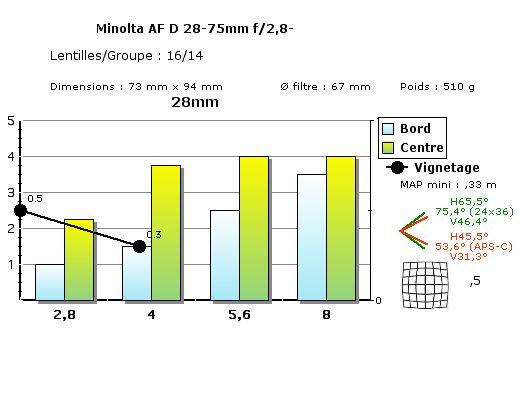 Minolta AF D 28-75mm f/2,8-
Lentilles/Groupe : 16/14
Dimensions : 73 mm x 94 mm Ø filtre : 67 mm Poids : 510 g
28mm
5
4
3
2
1
0.5
0.3
0
2,8 4 5,6 8
Bord
Centre
Vignetage
MAP mini : ,33 m
H65,5°
75,4° (24x36)
V46,4°
H45,5°
53,6° (APS-C)
V31,3°
,5